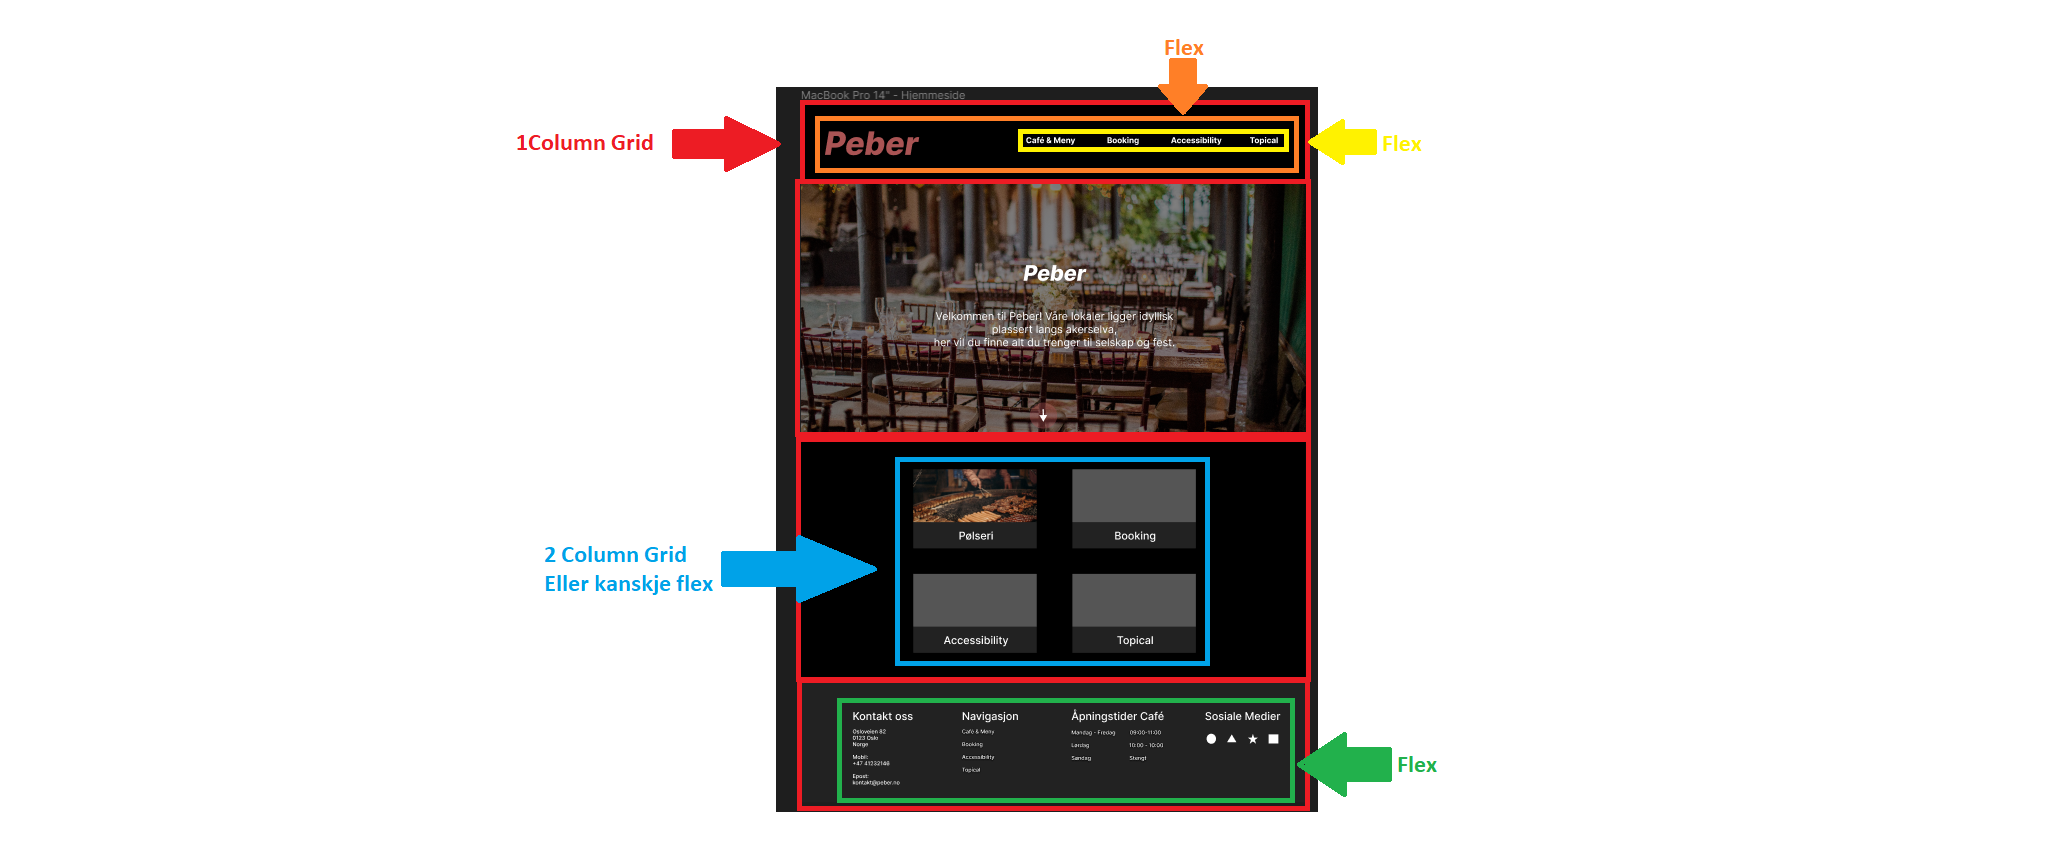 Flex
MacBook Pro 14" - Hjemmeside
1Column Grid
Peber
Café & Meny Booking Accessibility Topical
Flex
Peber
Velkommen til Peber! Våre lokaler ligger idyllisk
plassert langs akerselva,
her vil du finne alt du trenger til selskap og fest.
2 Column Grid
Eller kanskje flex
Pølseri
Booking
Accessibility
Topical
Kontakt oss
Osloveien 82
0123 Oslo
Norge
Mobil:
+47 41232146
Epost:
kontakt@peber.no
Navigasjon
Café & Meny
Booking
Accessibility
Topical
Åpningstider Café
Mandag - Fredag 09:00-11:00
Lørdag 10:00 - 10:00
Søndag Stengt
Sosiale Medier
Flex